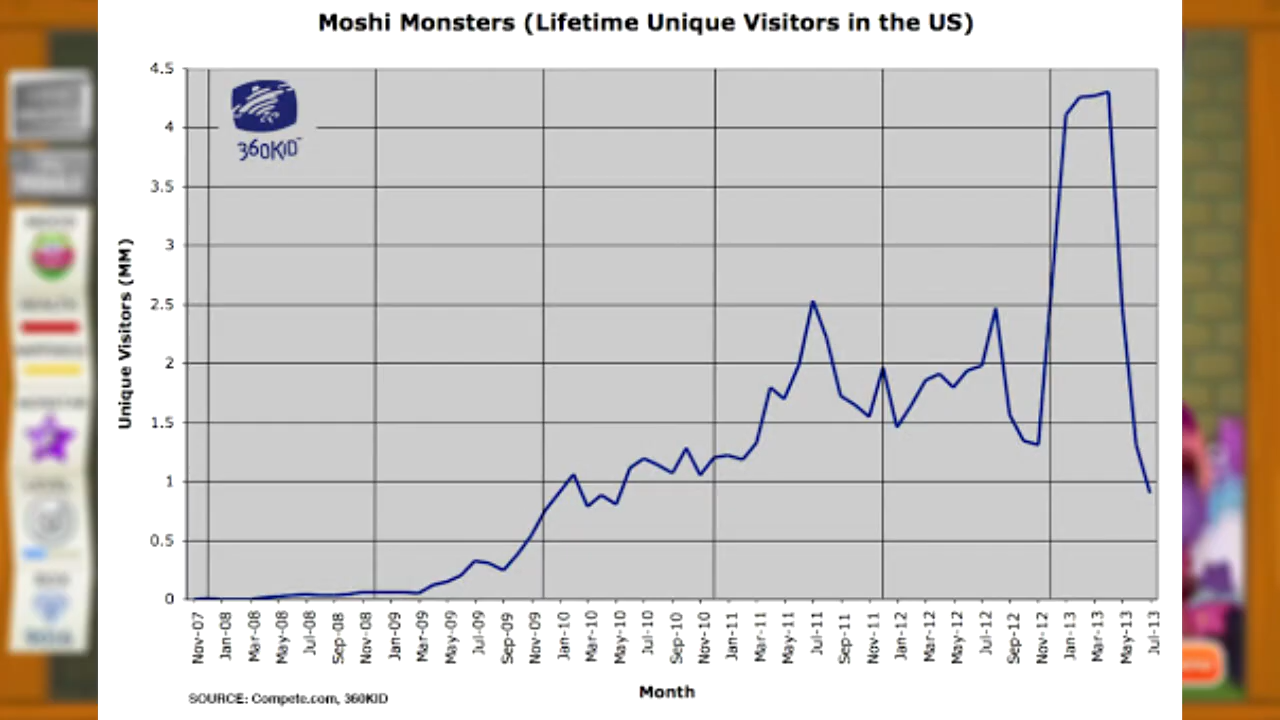 Moshi Monsters (Lifetime Unique Visitors in the US)
4.5
4
3.5
3
2.5
2
1.5
1
0.5
0
360KID
Unique Visitors (MM)
Nov-07
Jan-08
Mar-08
May-08
Jul-08
Sep-08
Nov-08
Jan-09
Mar-09
May-09
Jul-09
Sep-09
Nov-09
Jan-10
Mar-10
May-10
Jul-10
Sep-10
Nov-10
Jan-11
Mar-11
May-11
Jul-11
Sep-11
Nov-11
Jan-12
Mar-12
May-12
Jul-12
Sep-12
Nov-12
Jan-13
Mar-13
May-13
Jul-13
Month
SOURCE: Compete.com, 360KID